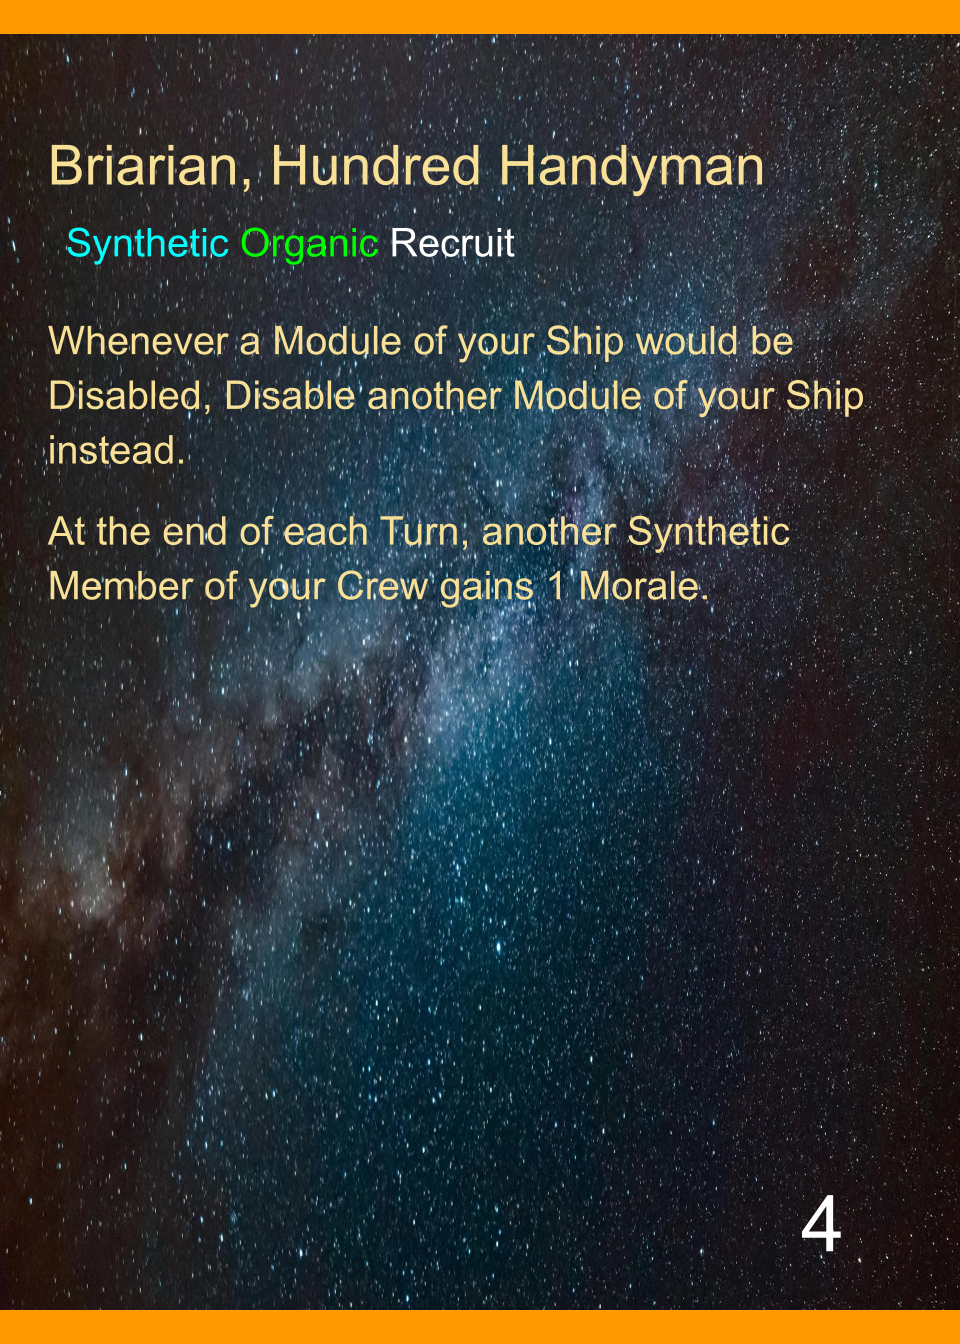 Briarian, Hundred Handyman
Synthetic Organic Recruit
Whenever a Module of your Ship would be
Disabled, Disable another Module of your Ship
instead.
At the end of each Turn, another Synthetic
Member of your Crew gains 1 Morale.
4